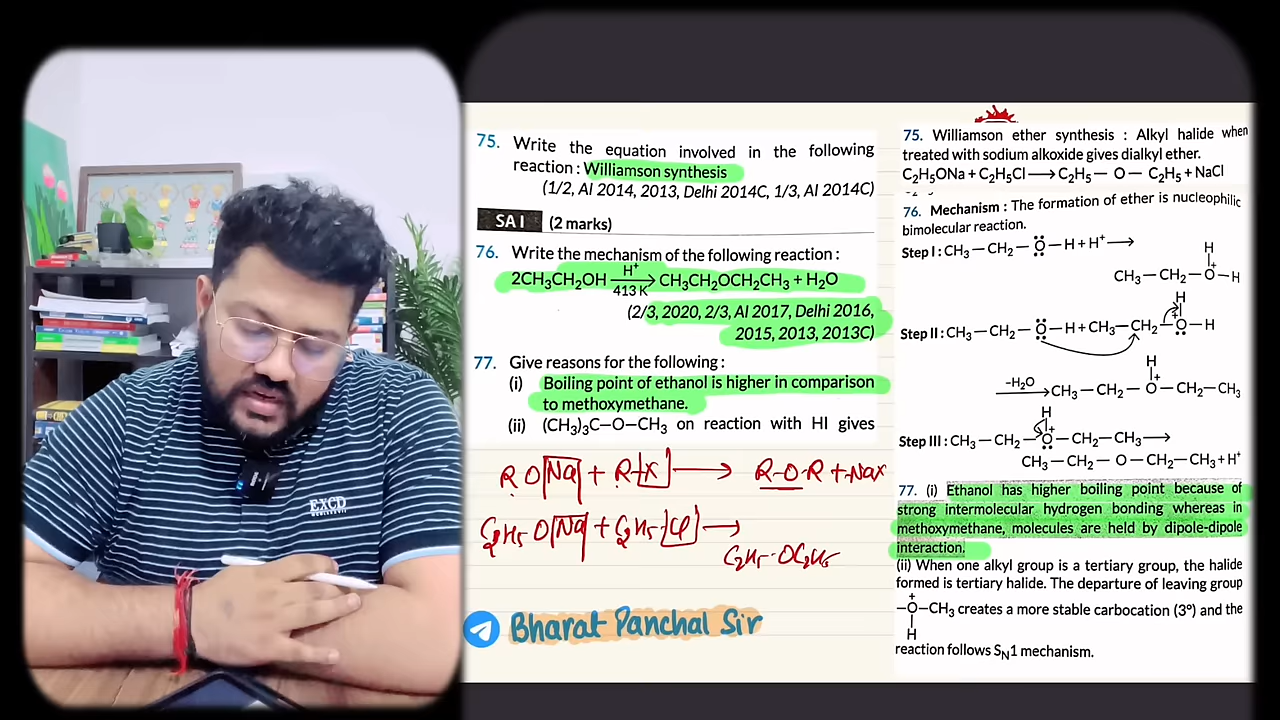 75. Write the equation involved in the following
reaction : Williamson synthesis
(1/2, AI 2014, 2013, Delhi 2014C, 1/3, AI 2014C)
SA I (2 marks)
76. Write the mechanism of the following reaction :
2CH₃CH₂OH —H⁺/413 K→ CH₃CH₂OCH₂CH₃ + H₂O
(2/3, 2020, 2/3, AI 2017, Delhi 2016,
2015, 2013, 2013C)
77. Give reasons for the following :
(i) Boiling point of ethanol is higher in comparison
to methoxymethane.
(ii) (CH₃)₃C–O–CH₃ on reaction with HI gives
R O Na + R-X → R-O-R + NaX
C₂H₅ O Na + C₂H₅ Cl →
C₂H₅-OC₂H₅
Bharat Panchal Sir
75. Williamson ether synthesis : Alkyl halide when
treated with sodium alkoxide gives dialkyl ether.
C₂H₅ONa + C₂H₅Cl → C₂H₅ – O – C₂H₅ + NaCl
76. Mechanism : The formation of ether is nucleophilic
bimolecular reaction.
Step I : CH₃ – CH₂ – Ö – H + H⁺ →
H
CH₃ – CH₂ – O⁺ – H
H
Step II : CH₃ – CH₂ – Ö – H + CH₃ – CH₂ – O⁺ – H
H
–H₂O → CH₃ – CH₂ – O⁺ – CH₂ – CH₃
H
Step III : CH₃ – CH₂ – O⁺ – CH₂ – CH₃ →
CH₃ – CH₂ – O – CH₂ – CH₃ + H⁺
77. (i) Ethanol has higher boiling point because of
strong intermolecular hydrogen bonding whereas in
methoxymethane, molecules are held by dipole-dipole
interaction.
(ii) When one alkyl group is a tertiary group, the halide
formed is tertiary halide. The departure of leaving group
–O⁺–CH₃ creates a more stable carbocation (3°) and the
H
reaction follows Sₙ1 mechanism.
EXCD